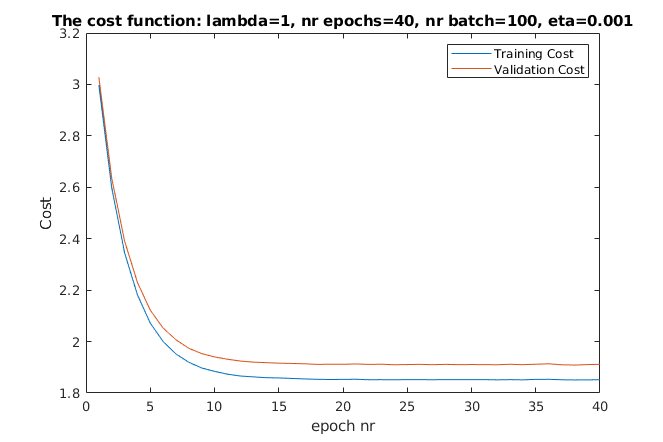 The cost function: lambda=1, nr epochs=40, nr batch=100, eta=0.001
3.2
3
2.8
2.6
2.4
2.2
2
1.8
Cost
Training Cost
Validation Cost
0 5 10 15 20 25 30 35 40
epoch nr